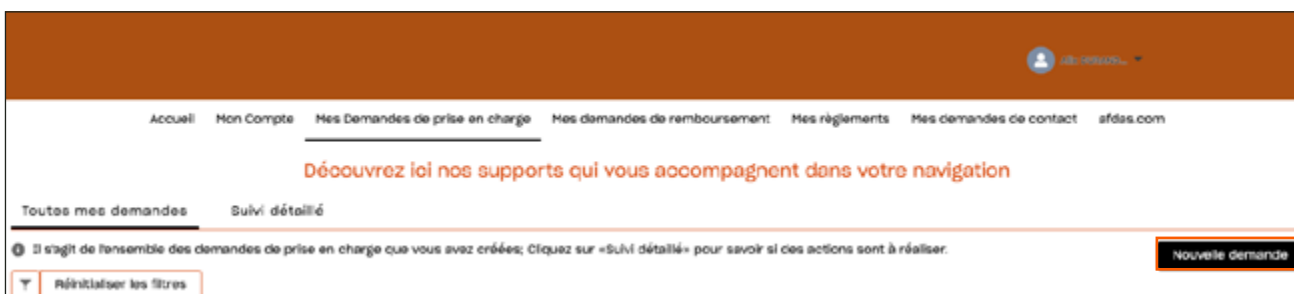 Accueil Mon Compte Mes Demandes de prise en charge Mes demandes de remboursement Mes règlements Mes demandes de contact afdas.com
Découvrez ici nos supports qui vous accompagnent dans votre navigation
Toutes mes demandes Suivi détaillé
Il s'agit de l'ensemble des demandes de prise en charge que vous avez créées; Cliquez sur «Suivi détaillé» pour savoir si des actions sont à réaliser.
Nouvelle demande
Réinitialiser les filtres